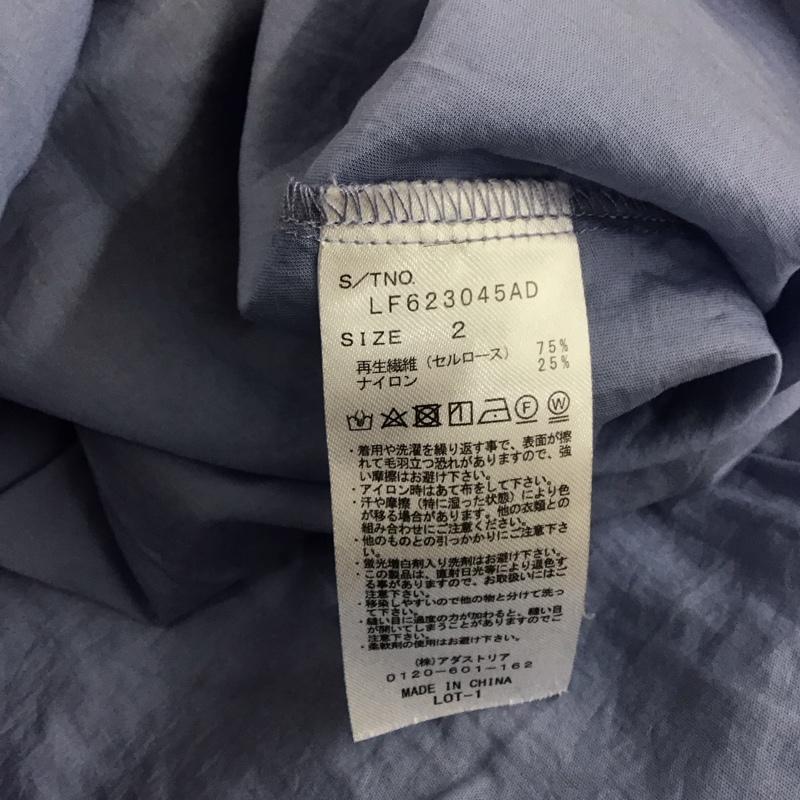 S/TNO.
LF623045AD
SIZE 2
再生繊維（セルロース） 75%
ナイロン 25%
F W
・着用や洗濯を繰り返す事で、表面が擦
れて毛羽立つ恐れがありますので、強
い摩擦はお避け下さい。
・アイロン時はあて布をして下さい。
・汗や摩擦（特に湿った状態）により色
が移る場合があります。他の衣類との
組み合わせにご注意ください。
・他のものとの引っかかりにご注意下さ
い。
・蛍光増白剤入り洗剤はお避け下さい。
・この製品は、直射日光等により退色す
る事がありますので、お取扱いにはご
注意下さい。
・移染しやすいので他の物と分けて洗っ
て下さい。
・縫い目に過度の力が加わると、縫い目
が開いてしまうことがありますのでご
注意下さい。
・柔軟剤の使用はお避け下さい。
(株)アダストリア
0120-601-162
MADE IN CHINA
LOT-1